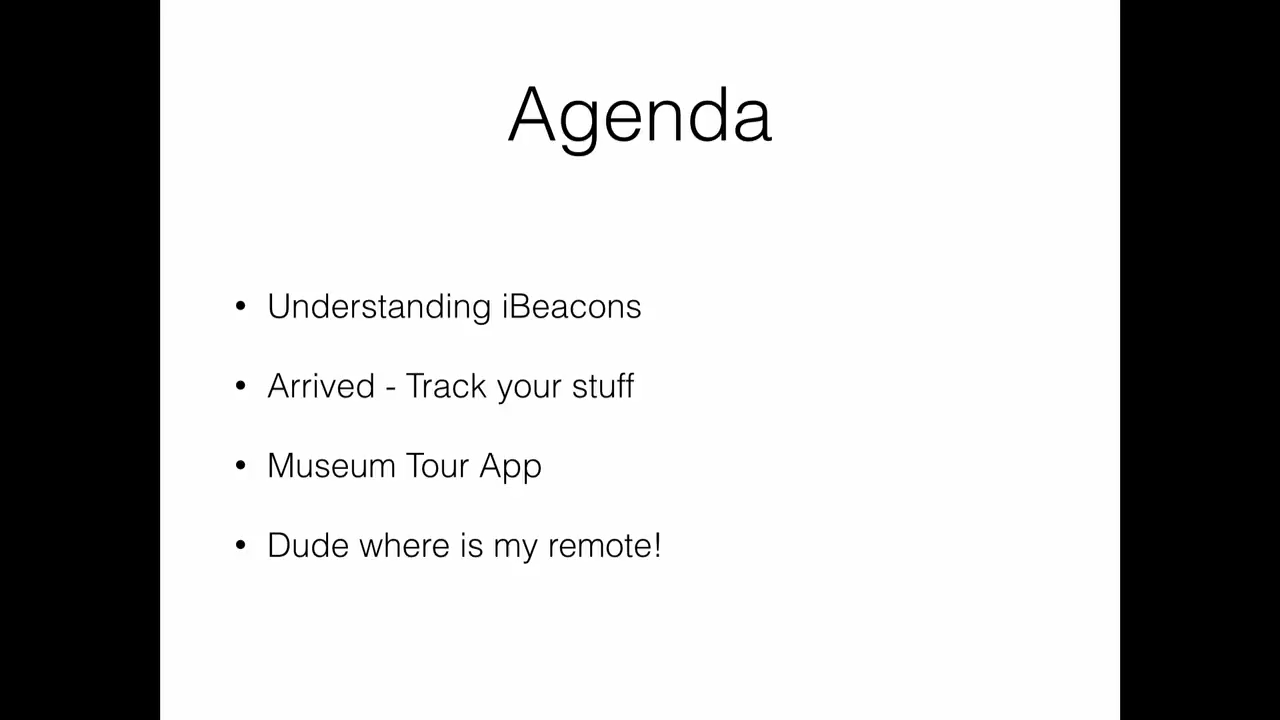 Agenda
• Understanding iBeacons
• Arrived - Track your stuff
• Museum Tour App
• Dude where is my remote!